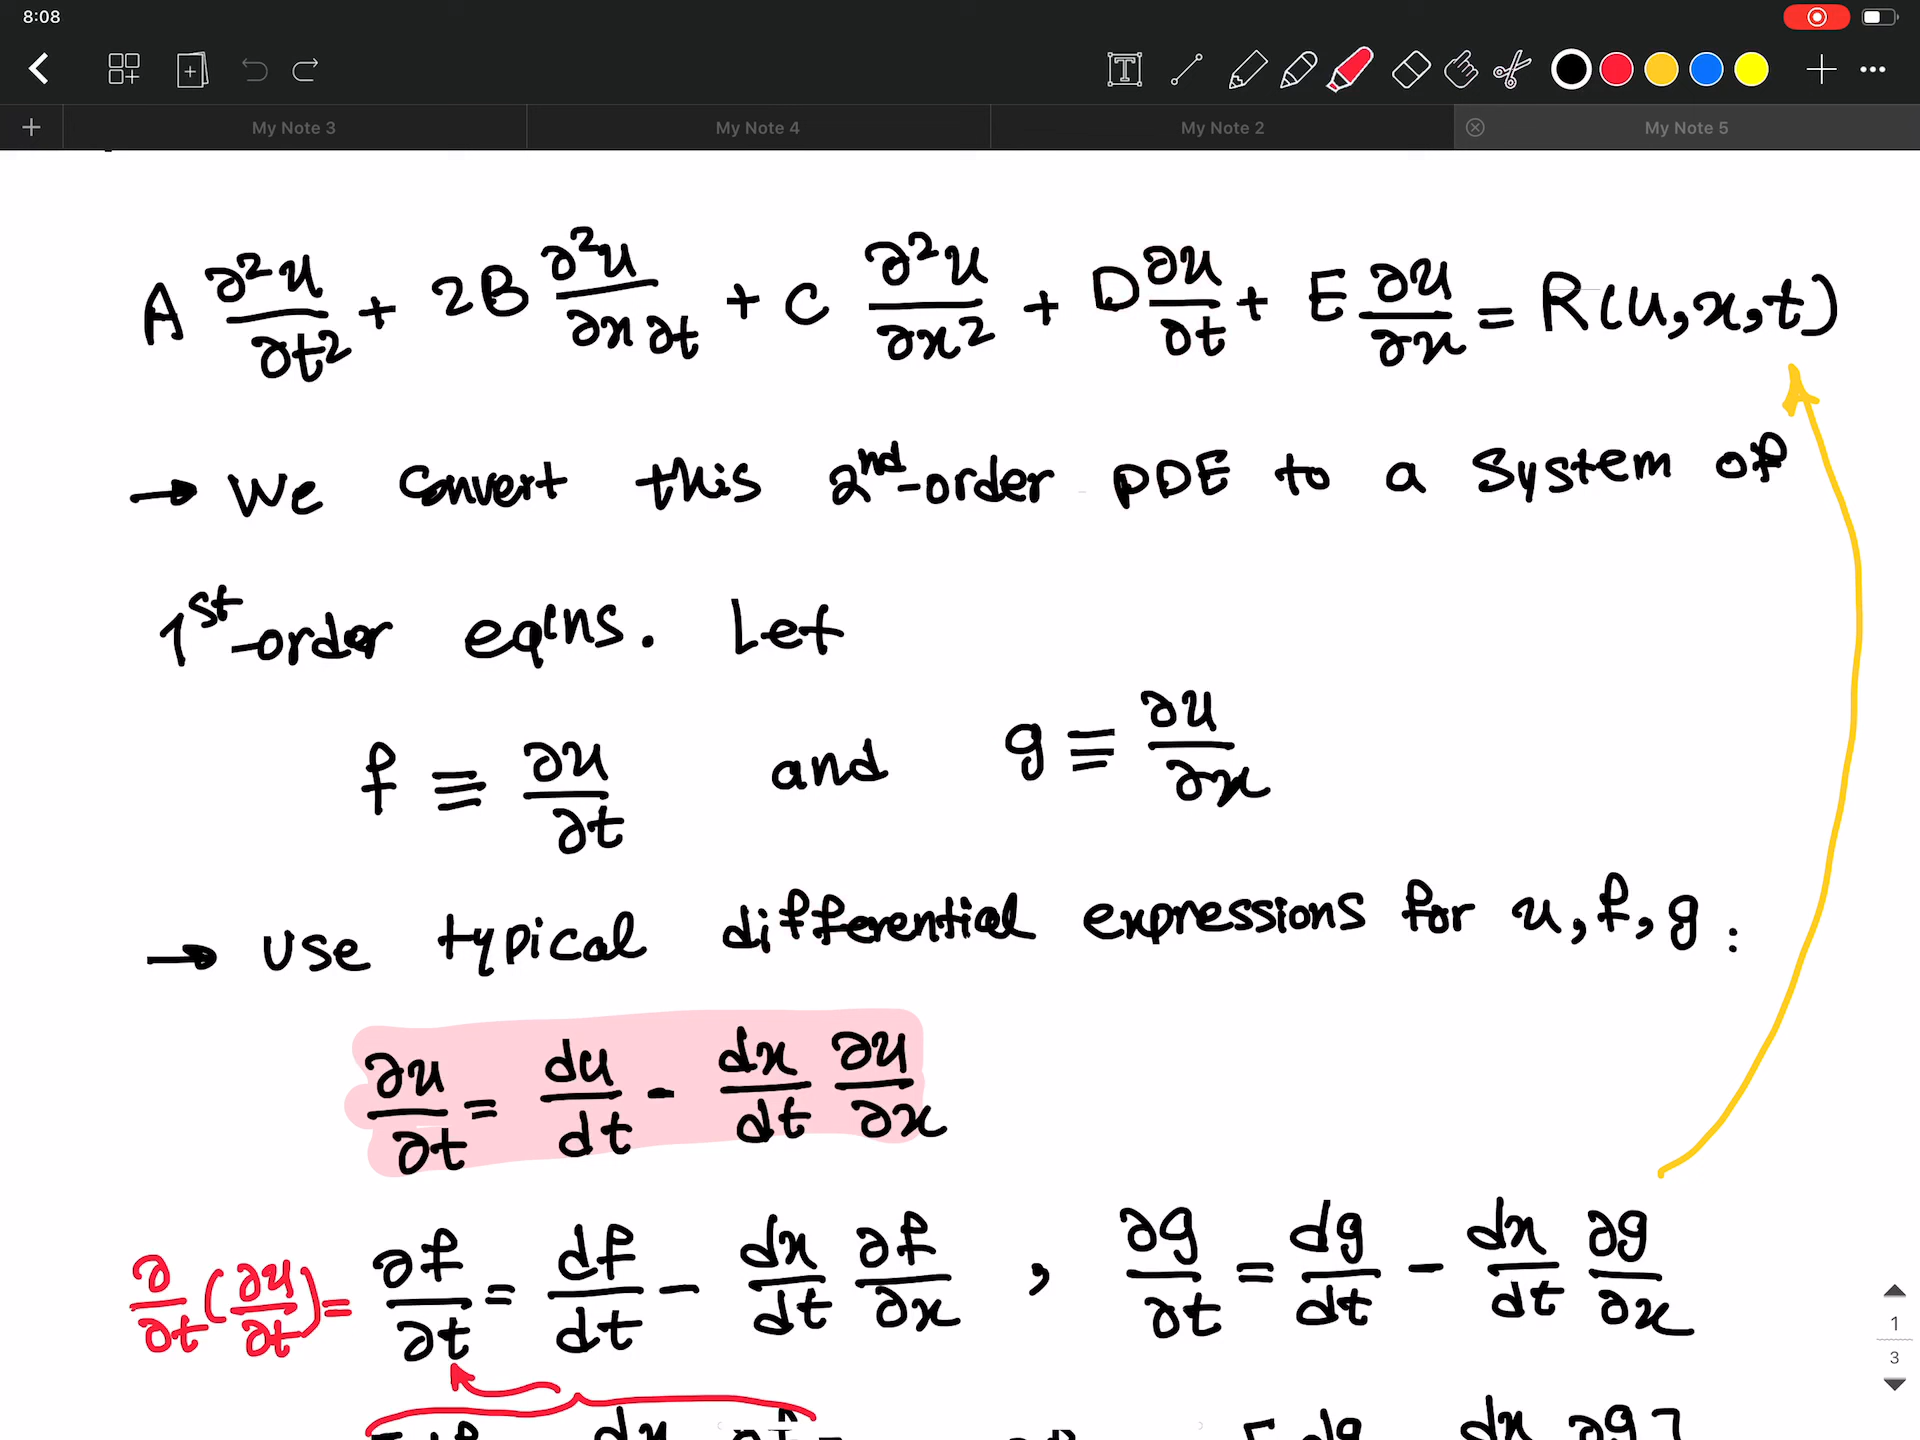 8:08
My Note 3 My Note 4 My Note 2 My Note 5
A ∂²u/∂t² + 2B ∂²u/∂x∂t + C ∂²u/∂x² + D ∂u/∂t + E ∂u/∂x = R(u,x,t)
→ We convert this 2nd-order PDE to a system of
1st-order eq'ns. Let
f ≡ ∂u/∂t and g ≡ ∂u/∂x
→ Use typical differential expressions for u, f, g :
∂u/∂t = du/dt - dx/dt ∂u/∂x
∂/∂t (∂u/∂t) = ∂f/∂t = df/dt - dx/dt ∂f/∂x , ∂g/∂t = dg/dt - dx/dt ∂g/∂x
1
3